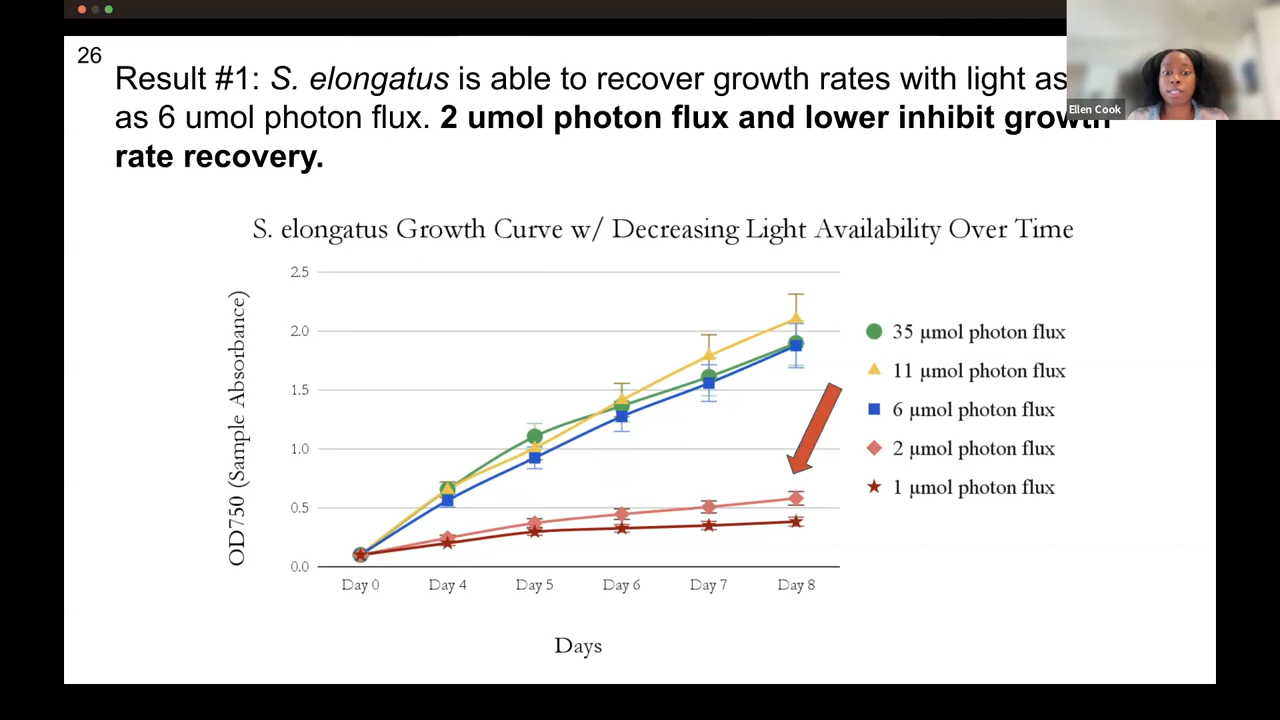 26
Result #1: S. elongatus is able to recover growth rates with light as
as 6 umol photon flux. 2 umol photon flux and lower inhibit growth
rate recovery.
Ellen Cook
S. elongatus Growth Curve w/ Decreasing Light Availability Over Time
OD750 (Sample Absorbance)
2.5
2.0
1.5
1.0
0.5
0.0
Day 0 Day 4 Day 5 Day 6 Day 7 Day 8
Days
35 µmol photon flux
11 µmol photon flux
6 µmol photon flux
2 µmol photon flux
1 µmol photon flux